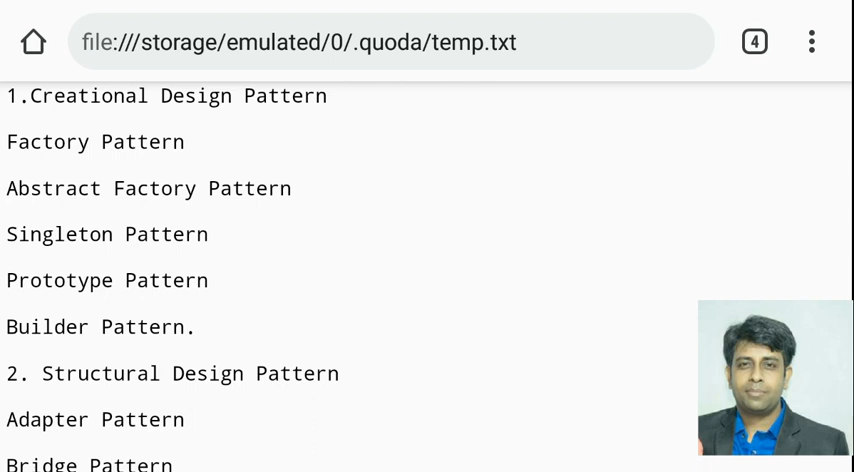 file:///storage/emulated/0/.quoda/temp.txt
4
1.Creational Design Pattern
Factory Pattern
Abstract Factory Pattern
Singleton Pattern
Prototype Pattern
Builder Pattern.
2. Structural Design Pattern
Adapter Pattern
Bridge Pattern